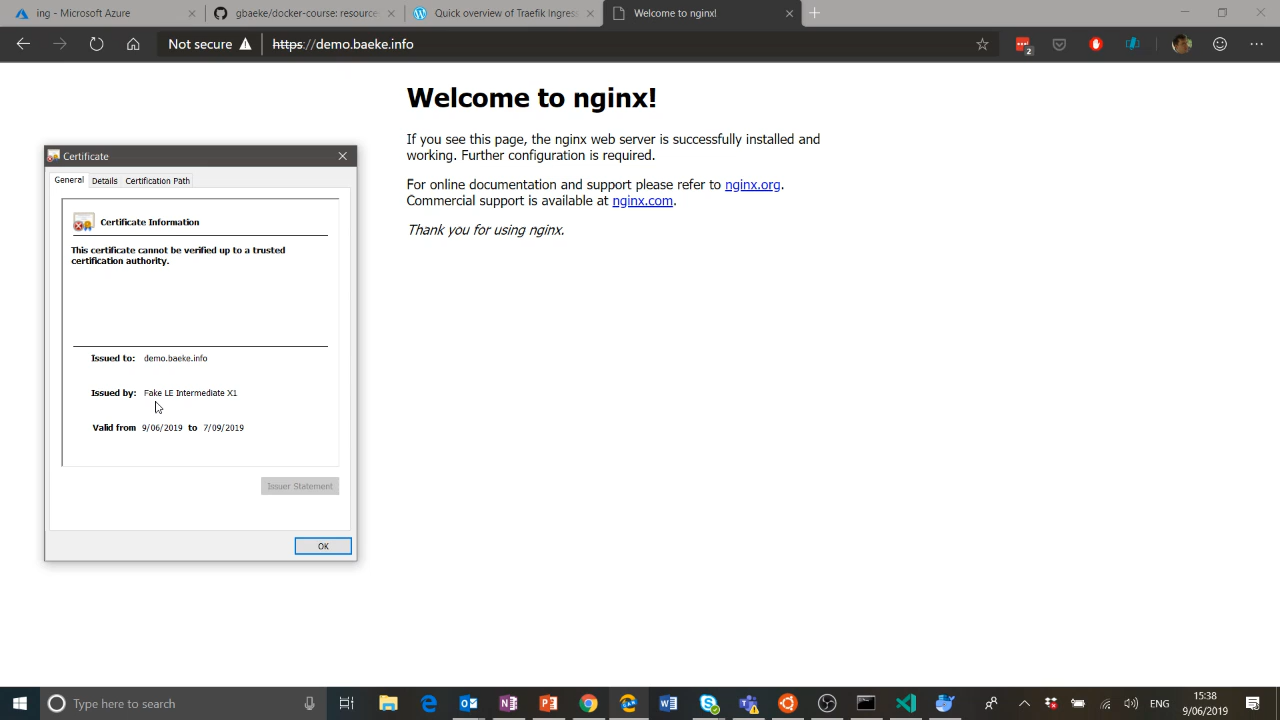 ing - Microsoft Azure
gbaeke/docker-course: resource
Quick overview of Traefik Ingress
Welcome to nginx!
Not secure
https://demo.baeke.info
2
Welcome to nginx!
If you see this page, the nginx web server is successfully installed and
working. Further configuration is required.
For online documentation and support please refer to nginx.org.
Commercial support is available at nginx.com.
Thank you for using nginx.
Certificate
General
Details
Certification Path
Certificate Information
This certificate cannot be verified up to a trusted
certification authority.
Issued to: demo.baeke.info
Issued by: Fake LE Intermediate X1
Valid from 9/06/2019 to 7/09/2019
Issuer Statement
OK
Type here to search
ENG
15:38
9/06/2019